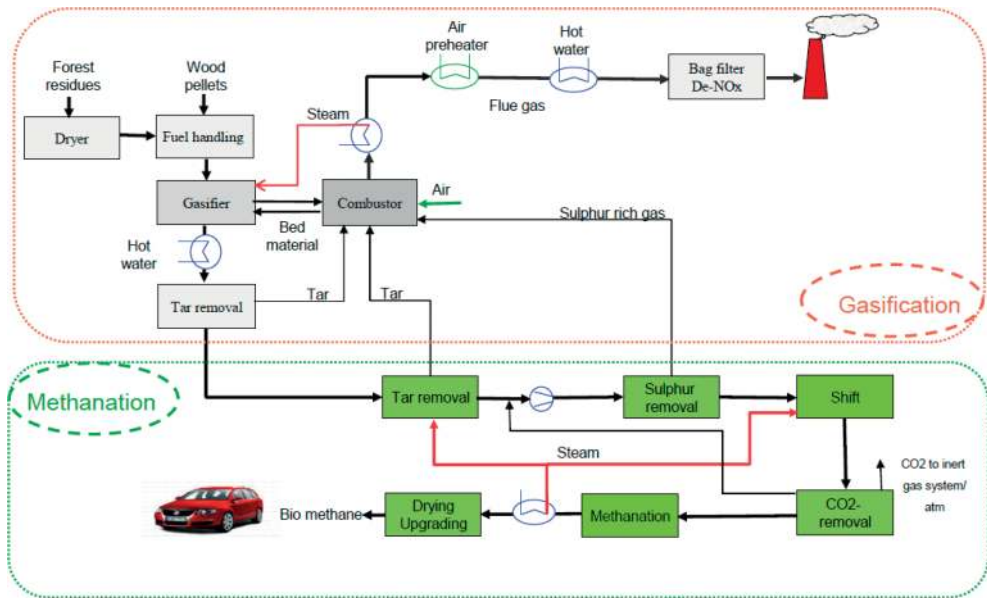 Air
preheater
Hot
water
Forest
residues
Wood
pellets
Bag filter
De-NOx
Flue gas
Steam
Dryer
Fuel handling
Gasifier
Combustor
Air
Sulphur rich gas
Bed
material
Hot
water
Tar removal
Tar
Tar
Gasification
Methanation
Tar removal
Sulphur
removal
Shift
Steam
CO2 to inert
gas system/
atm
Bio methane
Drying
Upgrading
Methanation
CO2-
removal